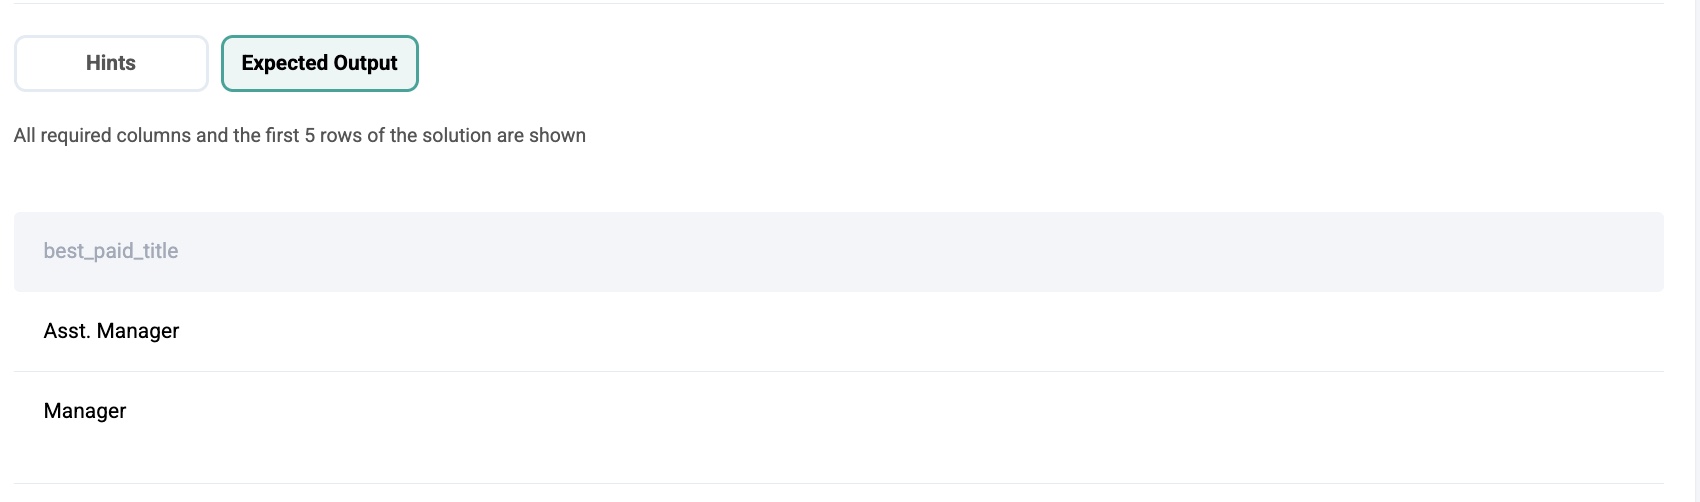 Hints
Expected Output
All required columns and the first 5 rows of the solution are shown
best_paid_title
Asst. Manager
Manager